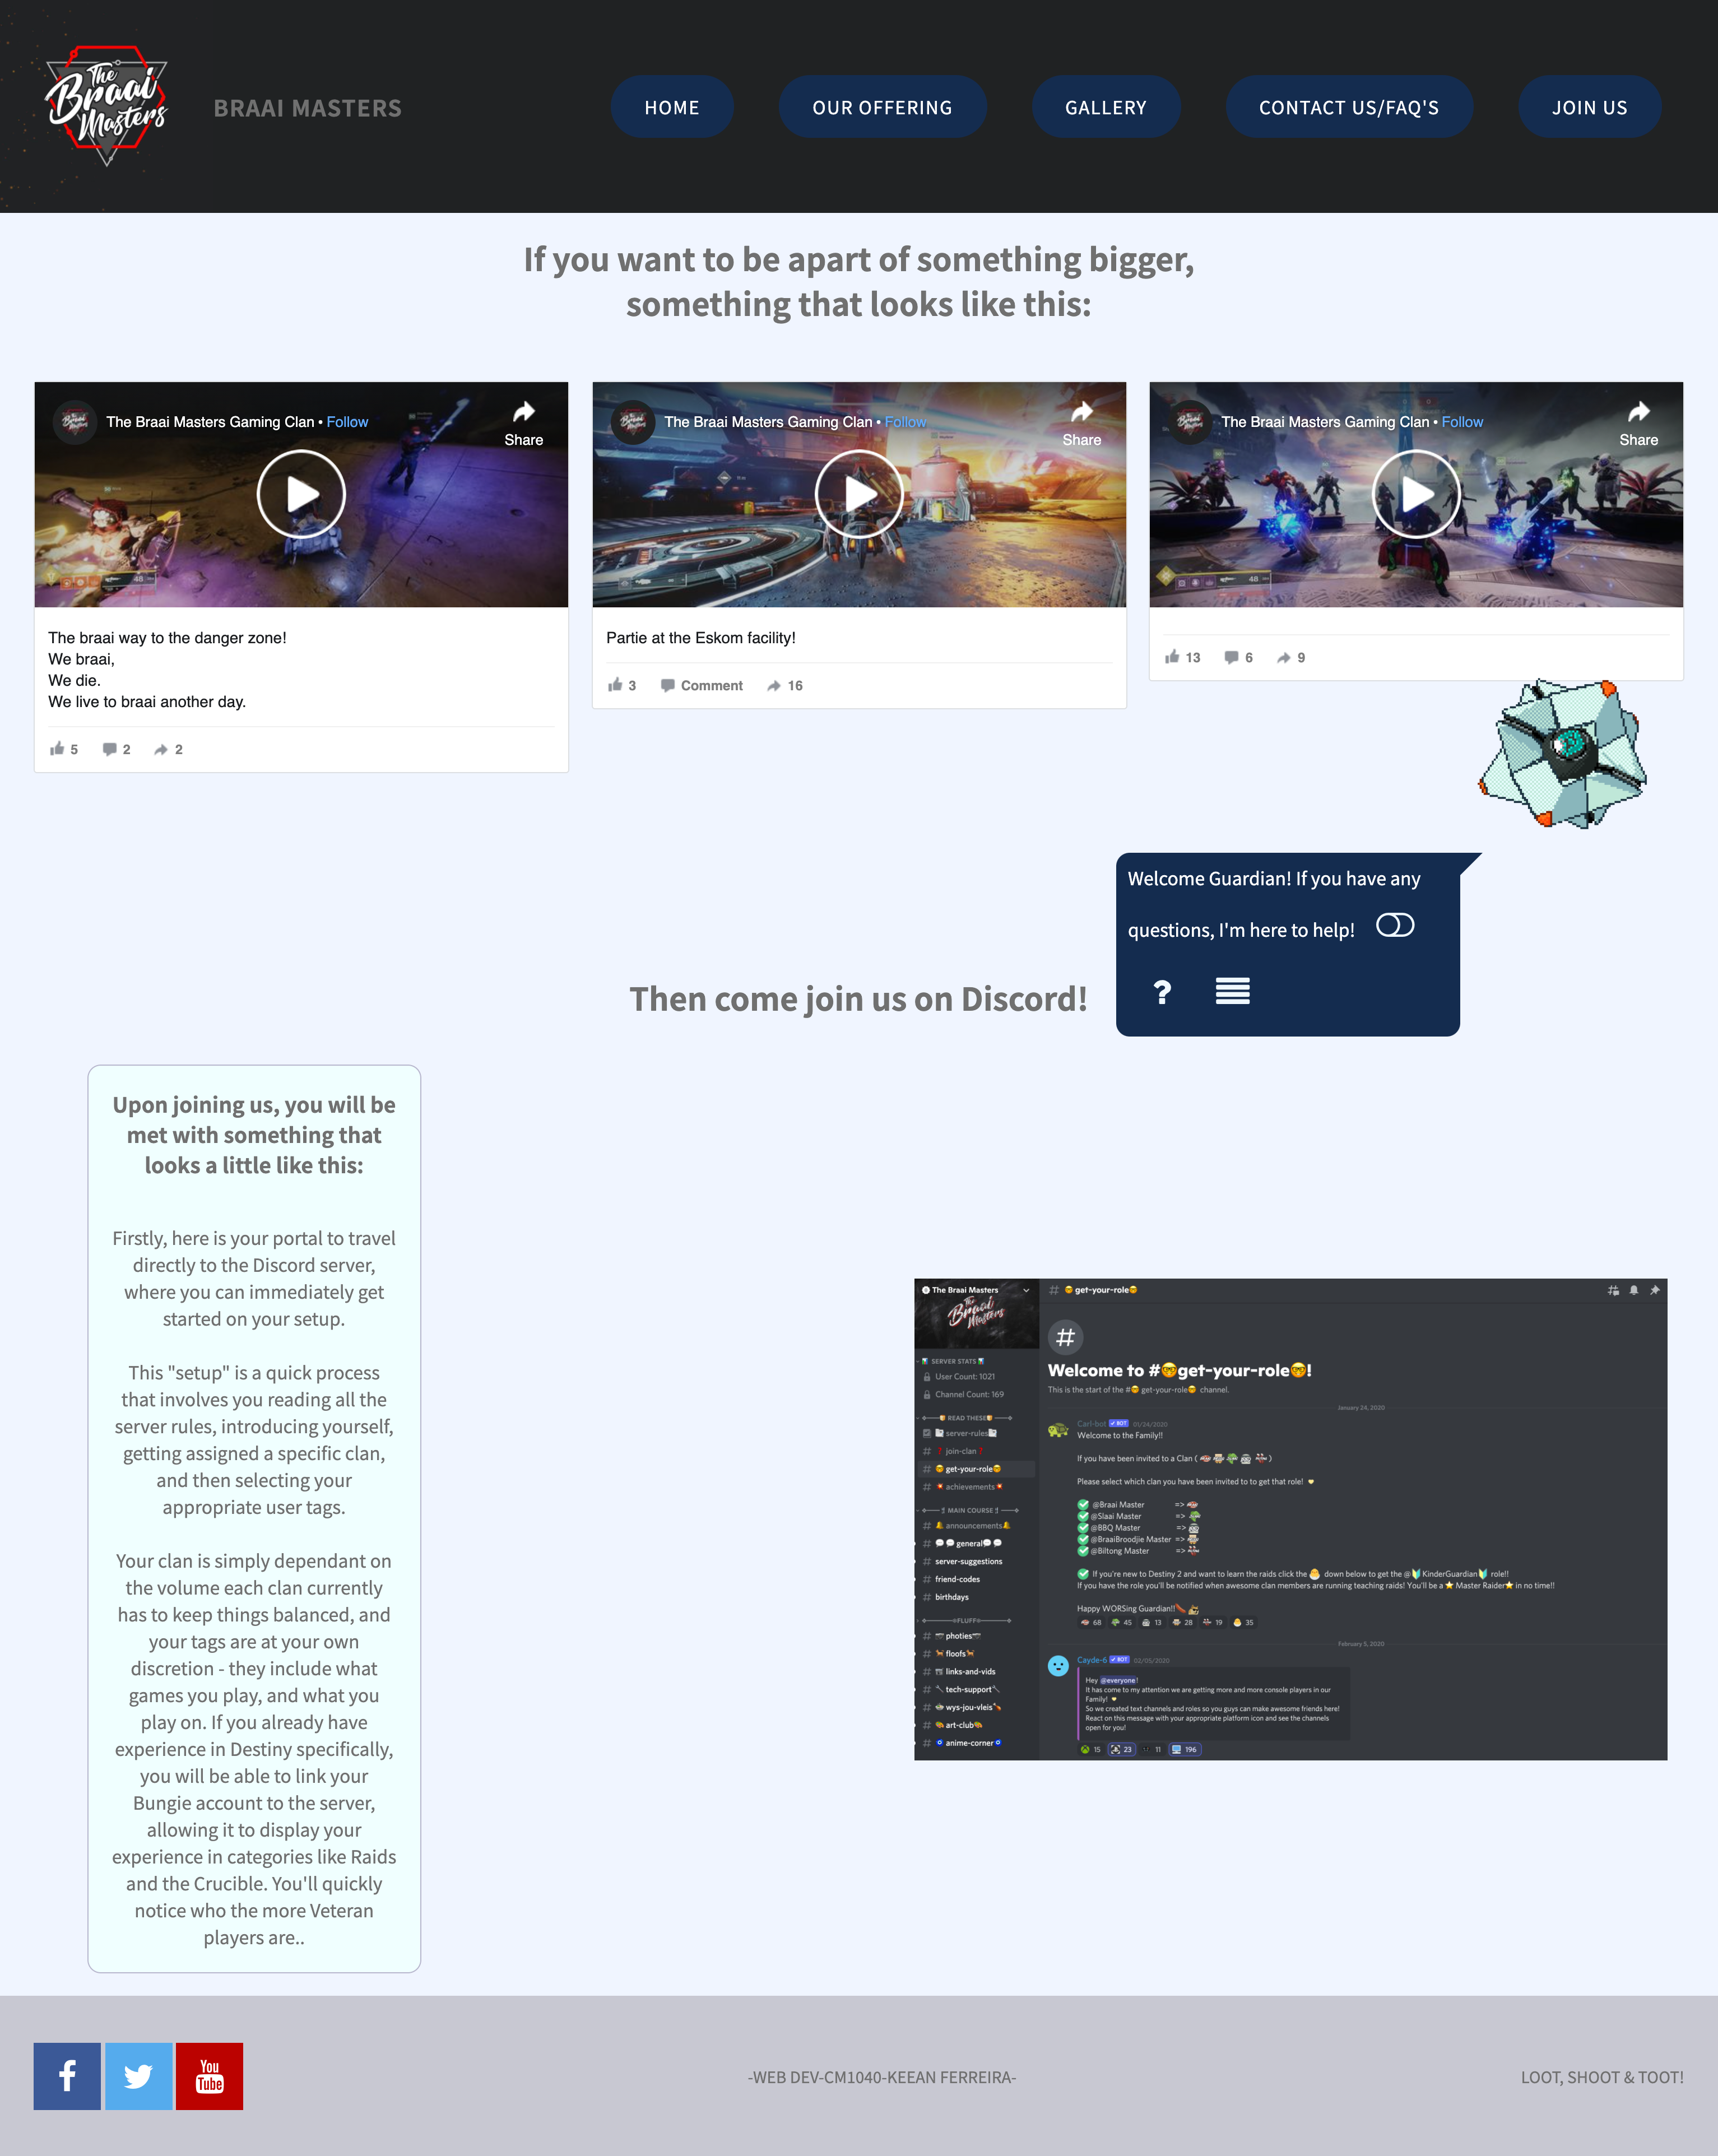 The
Braai
Masters
BRAAI MASTERS
HOME
OUR OFFERING
GALLERY
CONTACT US/FAQ'S
JOIN US
If you want to be apart of something bigger,
something that looks like this:
The Braai Masters Gaming Clan • Follow
Share
The braai way to the danger zone!
We braai,
We die.
We live to braai another day.
5 2 2
The Braai Masters Gaming Clan • Follow
Share
Partie at the Eskom facility!
3 Comment 16
The Braai Masters Gaming Clan • Follow
Share
13 6 9
Welcome Guardian! If you have any
questions, I'm here to help!
?
Then come join us on Discord!
Upon joining us, you will be
met with something that
looks a little like this:
Firstly, here is your portal to travel
directly to the Discord server,
where you can immediately get
started on your setup.
This "setup" is a quick process
that involves you reading all the
server rules, introducing yourself,
getting assigned a specific clan,
and then selecting your
appropriate user tags.
Your clan is simply dependant on
the volume each clan currently
has to keep things balanced, and
your tags are at your own
discretion - they include what
games you play, and what you
play on. If you already have
experience in Destiny specifically,
you will be able to link your
Bungie account to the server,
allowing it to display your
experience in categories like Raids
and the Crucible. You'll quickly
notice who the more Veteran
players are..
The Braai Masters
The
Braai
Masters
SERVER STATS
User Count: 1021
Channel Count: 169
READ THESE
server-rules
join-clan
# get-your-role
# achievements
MAIN COURSE
# announcements
# general
# server-suggestions
# friend-codes
# birthdays
FLUFF
# photies
# floofs
# links-and-vids
# tech-support
# wys-jou-vleis
# art-club
# anime-corner
# get-your-role
#
Welcome to #🤓get-your-role🤓!
This is the start of the #🤓 get-your-role🤓 channel.
January 24, 2020
Carl-bot BOT 01/24/2020
Welcome to the Family!!
If you have been invited to a Clan ( )
Please select which clan you have been invited to to get that role!
@Braai Master =>
@Slaai Master =>
@BBQ Master =>
@BraaiBroodjie Master =>
@Biltong Master =>
If you're new to Destiny 2 and want to learn the raids click the down below to get the @ KinderGuardian role!!
If you have the role you'll be notified when awesome clan members are running teaching raids! You'll be a Master Raider in no time!!
Happy WORSing Guardian!!
68 45 13 28 19 35
February 5, 2020
Cayde-6 BOT 02/05/2020
Hey @everyone!
It has come to my attention we are getting more and more console players in our
Family!
So we created text channels and roles so you guys can make awesome friends here!
React on this message with your appropriate platform icon and see the channels
open for you!
15 23 11 196
f
You
Tube
-WEB DEV-CM1040-KEEAN FERREIRA-
LOOT, SHOOT & TOOT!